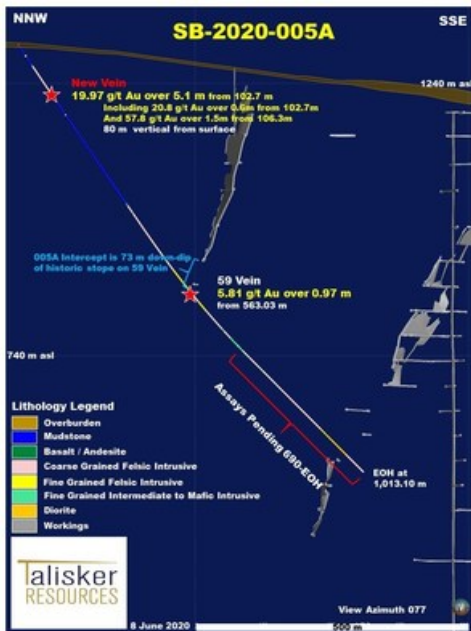 NNW
SB-2020-005A
SSE
New Vein
1240 m asl
19.97 g/t Au over 5.1 m from 102.7 m
Including 20.8 g/t Au over 0.6m from 102.7m
And 57.8 g/t Au over 1.5m from 106.3m
80 m vertical from surface
005A Intercept is 73 m down-dip
of historic stope on 59 Vein
59 Vein
5.81 g/t Au over 0.97 m
from 563.03 m
740 m asl
Assays Pending 690-EOH
EOH at
1,013.10 m
Lithology Legend
Overburden
Mudstone
Basalt / Andesite
Coarse Grained Felsic Intrusive
Fine Grained Felsic Intrusive
Fine Grained Intermediate to Mafic Intrusive
Diorite
Workings
Talisker
RESOURCES
View Azimuth 077
8 June 2020
500 m